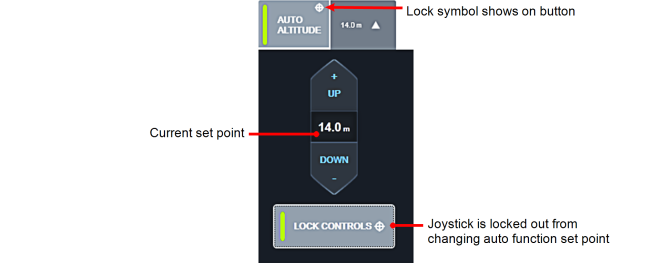 Lock symbol shows on button
AUTO
ALTITUDE
14.0 m
+
UP
Current set point
14.0 m
DOWN
-
LOCK CONTROLS
Joystick is locked out from
changing auto function set point